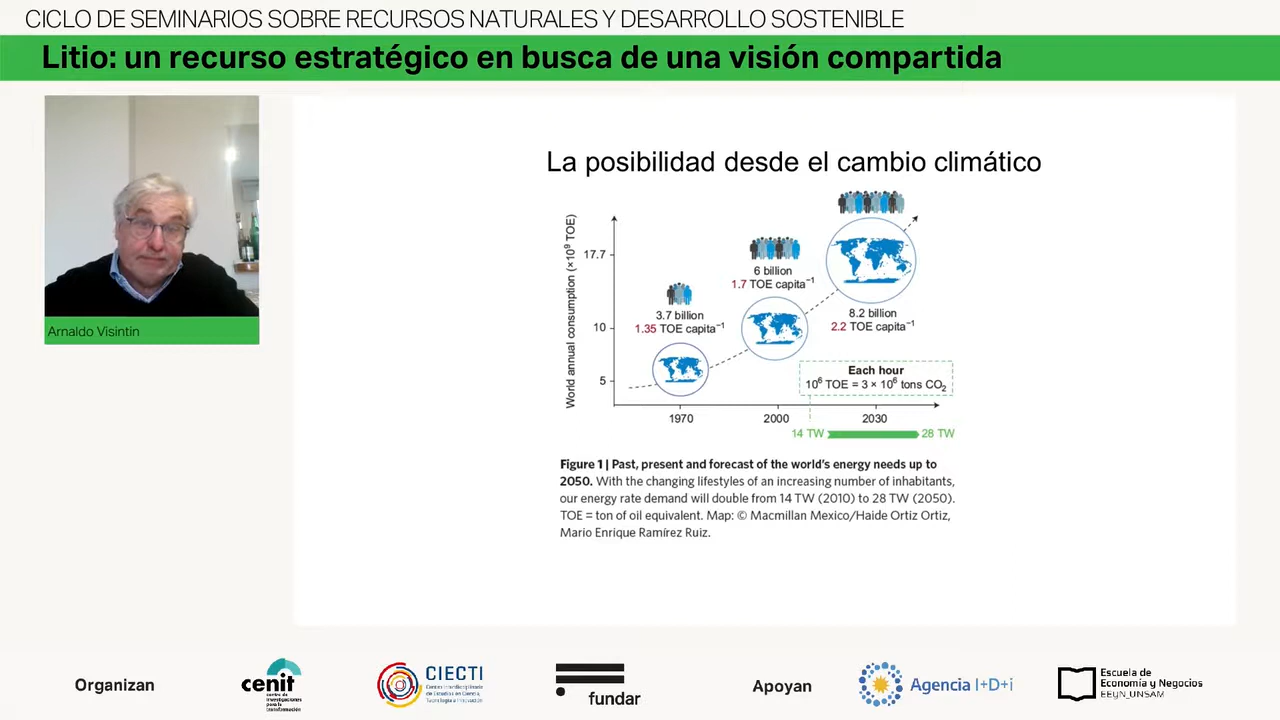 CICLO DE SEMINARIOS SOBRE RECURSOS NATURALES Y DESARROLLO SOSTENIBLE
Litio: un recurso estratégico en busca de una visión compartida
Arnaldo Visintin
La posibilidad desde el cambio climático
World annual consumption (×10⁹ TOE)
17.7
10
5
3.7 billion
1.35 TOE capita⁻¹
6 billion
1.7 TOE capita⁻¹
8.2 billion
2.2 TOE capita⁻¹
Each hour
10⁶ TOE = 3 × 10⁶ tons CO₂
1970
2000
2030
14 TW
28 TW
Figure 1 | Past, present and forecast of the world's energy needs up to
2050. With the changing lifestyles of an increasing number of inhabitants,
our energy rate demand will double from 14 TW (2010) to 28 TW (2050).
TOE = ton of oil equivalent. Map: © Macmillan Mexico/Haide Ortiz Ortiz,
Mario Enrique Ramírez Ruiz.
Organizan
cenit
centro de
investigaciones
para la
transformación
CIECTI
Centro Interdisciplinario
de Estudios en Ciencia,
Tecnología e Innovación
fundar
Apoyan
Agencia I+D+i
Escuela de
Economía y Negocios
EEyN_UNSAM